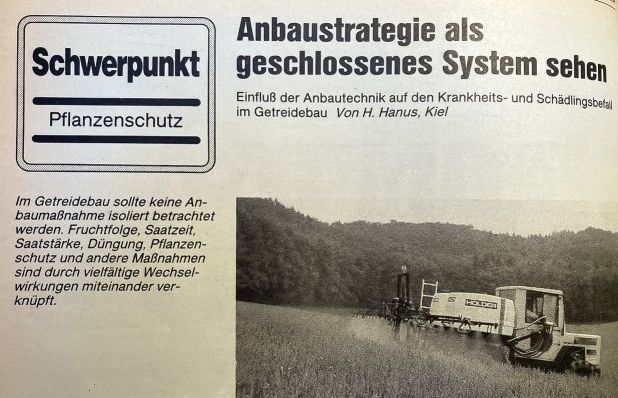 Schwerpunkt
Pflanzenschutz
Anbaustrategie als
geschlossenes System sehen
Einfluß der Anbautechnik auf den Krankheits- und Schädlingsbefall
im Getreidebau Von H. Hanus, Kiel
Im Getreidebau sollte keine An-
baumaßnahme isoliert betrachtet
werden. Fruchtfolge, Saatzeit,
Saatstärke, Düngung, Pflanzen-
schutz und andere Maßnahmen
sind durch vielfältige Wechsel-
wirkungen miteinander ver-
knüpft.
HOLDER